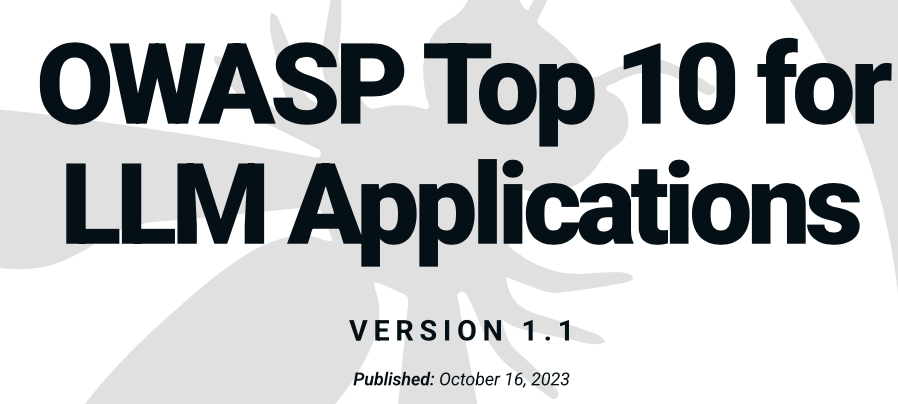 OWASP Top 10 for
LLM Applications
VERSION 1.1
Published: October 16, 2023